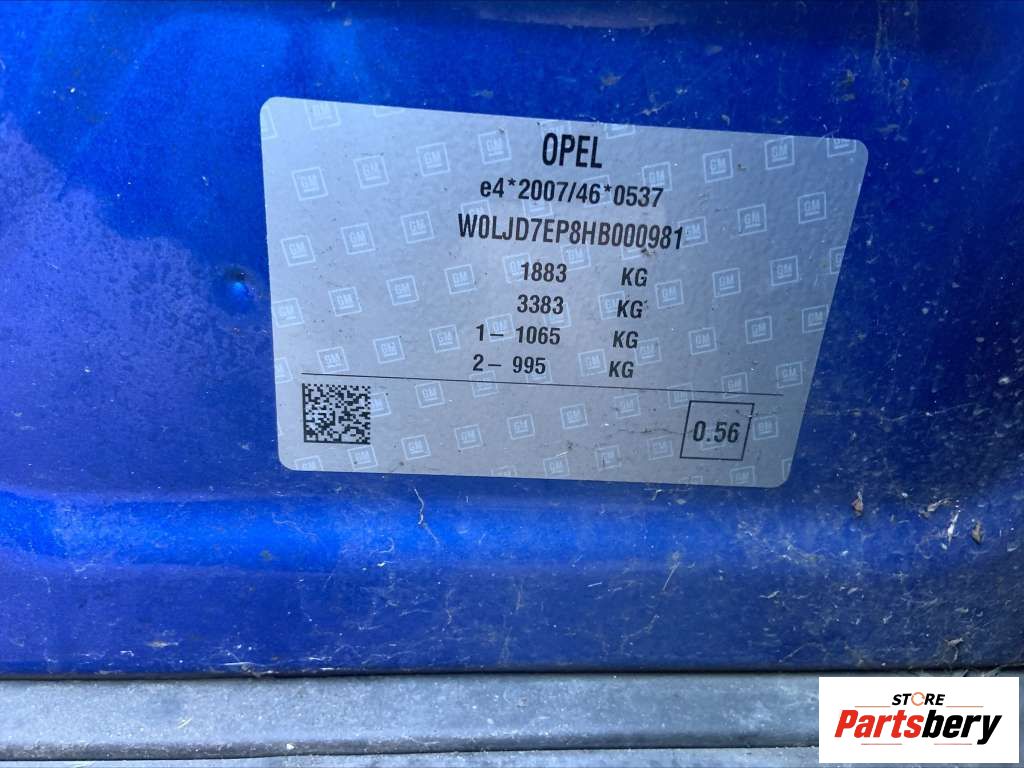 OPEL
e4*2007/46*0537
W0LJD7EP8HB000981
1883 KG
3383 KG
1– 1065 KG
2– 995 KG
0.56
STORE
Partsbery